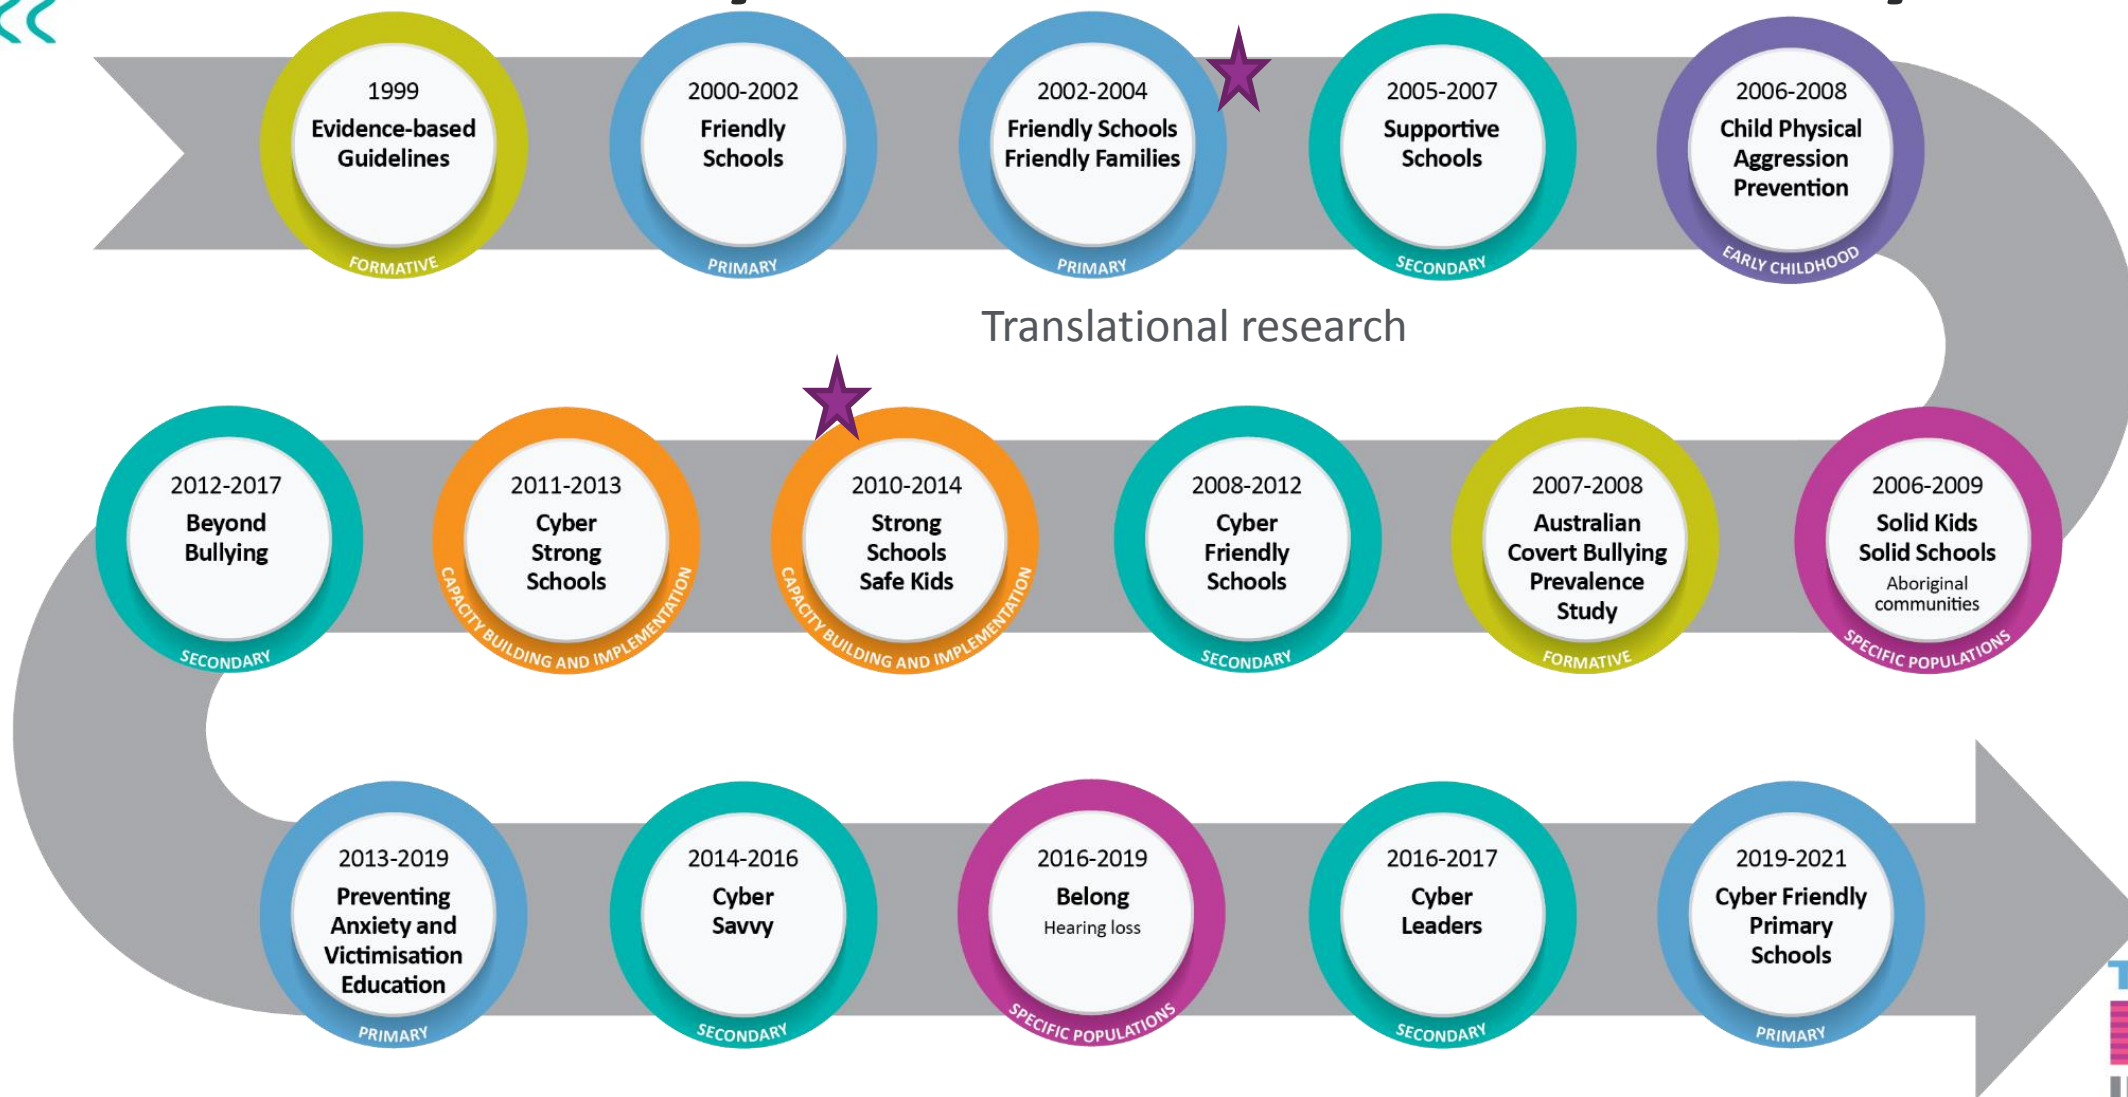 1999
Evidence-based
Guidelines
FORMATIVE
2000-2002
Friendly
Schools
PRIMARY
2002-2004
Friendly Schools
Friendly Families
PRIMARY
2005-2007
Supportive
Schools
SECONDARY
2006-2008
Child Physical
Aggression
Prevention
EARLY CHILDHOOD
Translational research
2012-2017
Beyond
Bullying
SECONDARY
2011-2013
Cyber
Strong
Schools
CAPACITY BUILDING AND IMPLEMENTATION
2010-2014
Strong
Schools
Safe Kids
CAPACITY BUILDING AND IMPLEMENTATION
2008-2012
Cyber
Friendly
Schools
SECONDARY
2007-2008
Australian
Covert Bullying
Prevalence
Study
FORMATIVE
2006-2009
Solid Kids
Solid Schools
Aboriginal
communities
SPECIFIC POPULATIONS
2013-2019
Preventing
Anxiety and
Victimisation
Education
PRIMARY
2014-2016
Cyber
Savvy
SECONDARY
2016-2019
Belong
Hearing loss
SPECIFIC POPULATIONS
2016-2017
Cyber
Leaders
SECONDARY
2019-2021
Cyber Friendly
Primary
Schools
PRIMARY